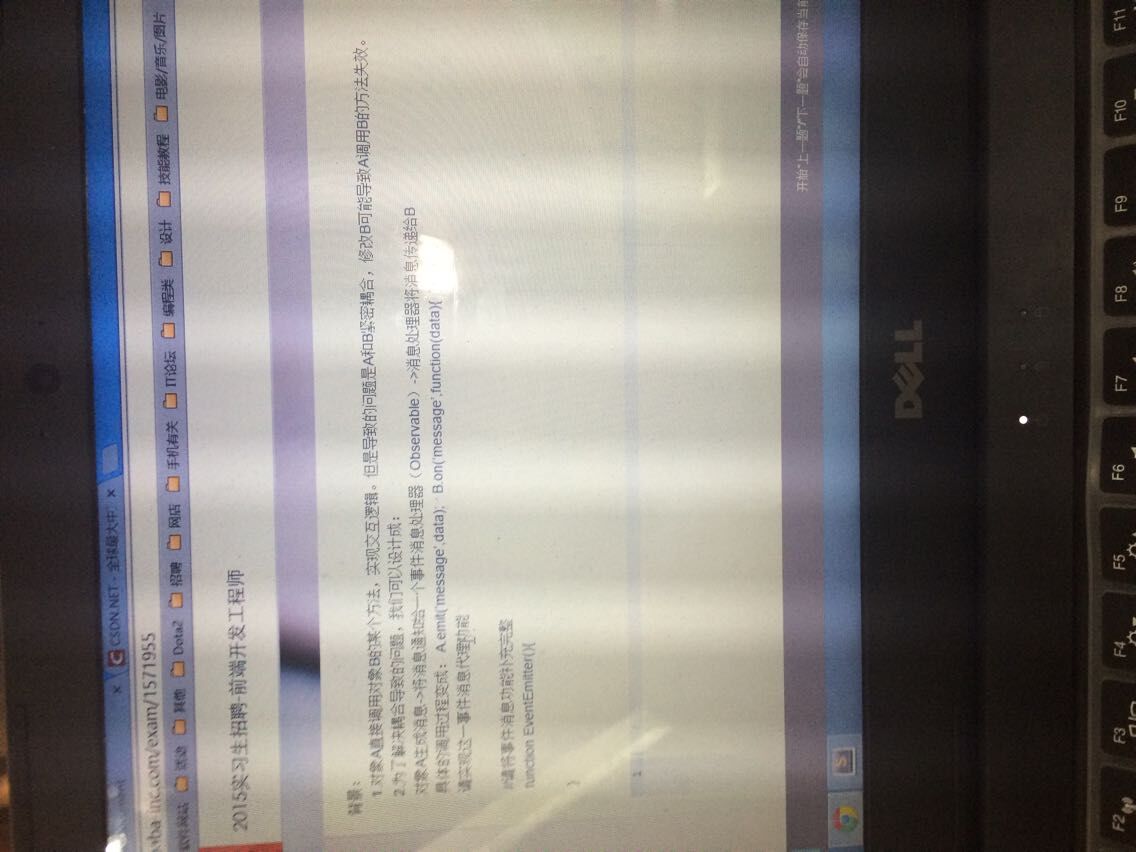 CSDN.NET - 全球最大中
ba-inc.com/exam/1571955
软件网站 选选 其他 Dota2 招聘 网店 手机有关 IT论坛 编程类 设计 技能教程 电影/音乐/图片
2015实习生招聘-前端开发工程师
背景：
1.对象A直接调用对象B的某个方法，实现交互逻辑。但是导致的问题是A和B紧密耦合，修改B可能导致A调用B的方法失效。
2.为了解决耦合导致的问题，我们可以设计成：
对象A生成消息->将消息通知给一个事件消息处理器（Observable）->消息处理器将消息传递给B
具体的调用过程变成： A.emit('message',data); B.on('message',function(data){
请实现这一事件消息代理功能
//请将事件消息功能补充完整
function EventEmitter(){
}
1
开始"上一题"/"下一题"会自动保存当前
DELL
F2 F3 F4 F5 F6 F7 F8 F9 F10 F11